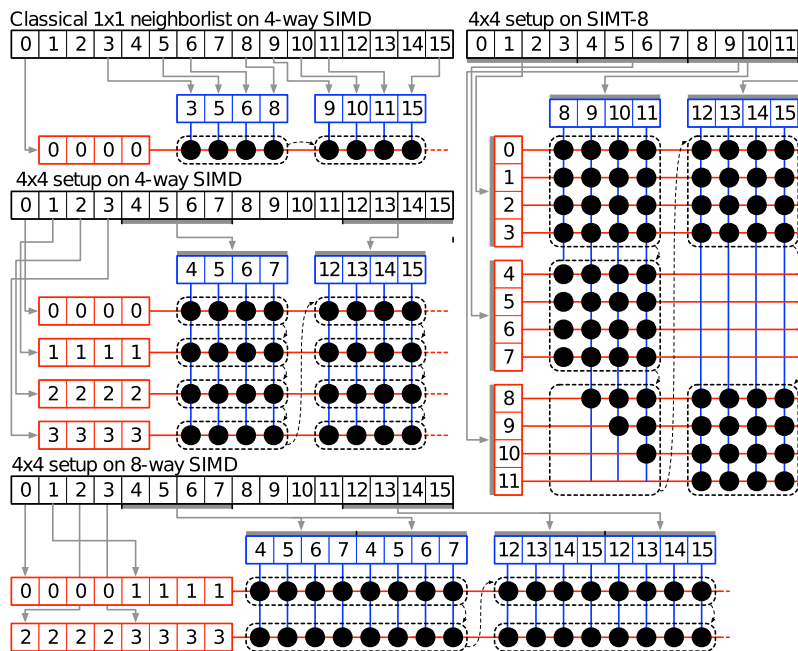 Classical 1x1 neighborlist on 4-way SIMD
0 1 2 3 4 5 6 7 8 9 10 11 12 13 14 15
3 5 6 8
9 10 11 15
0 0 0 0
4x4 setup on 4-way SIMD
0 1 2 3 4 5 6 7 8 9 10 11 12 13 14 15
4 5 6 7
12 13 14 15
0 0 0 0
1 1 1 1
2 2 2 2
3 3 3 3
4x4 setup on 8-way SIMD
0 1 2 3 4 5 6 7 8 9 10 11 12 13 14 15
4 5 6 7 4 5 6 7
12 13 14 15 12 13 14 15
0 0 0 0 1 1 1 1
2 2 2 2 3 3 3 3
4x4 setup on SIMT-8
0 1 2 3 4 5 6 7 8 9 10 11
8 9 10 11
12 13 14 15
0
1
2
3
4
5
6
7
8
9
10
11